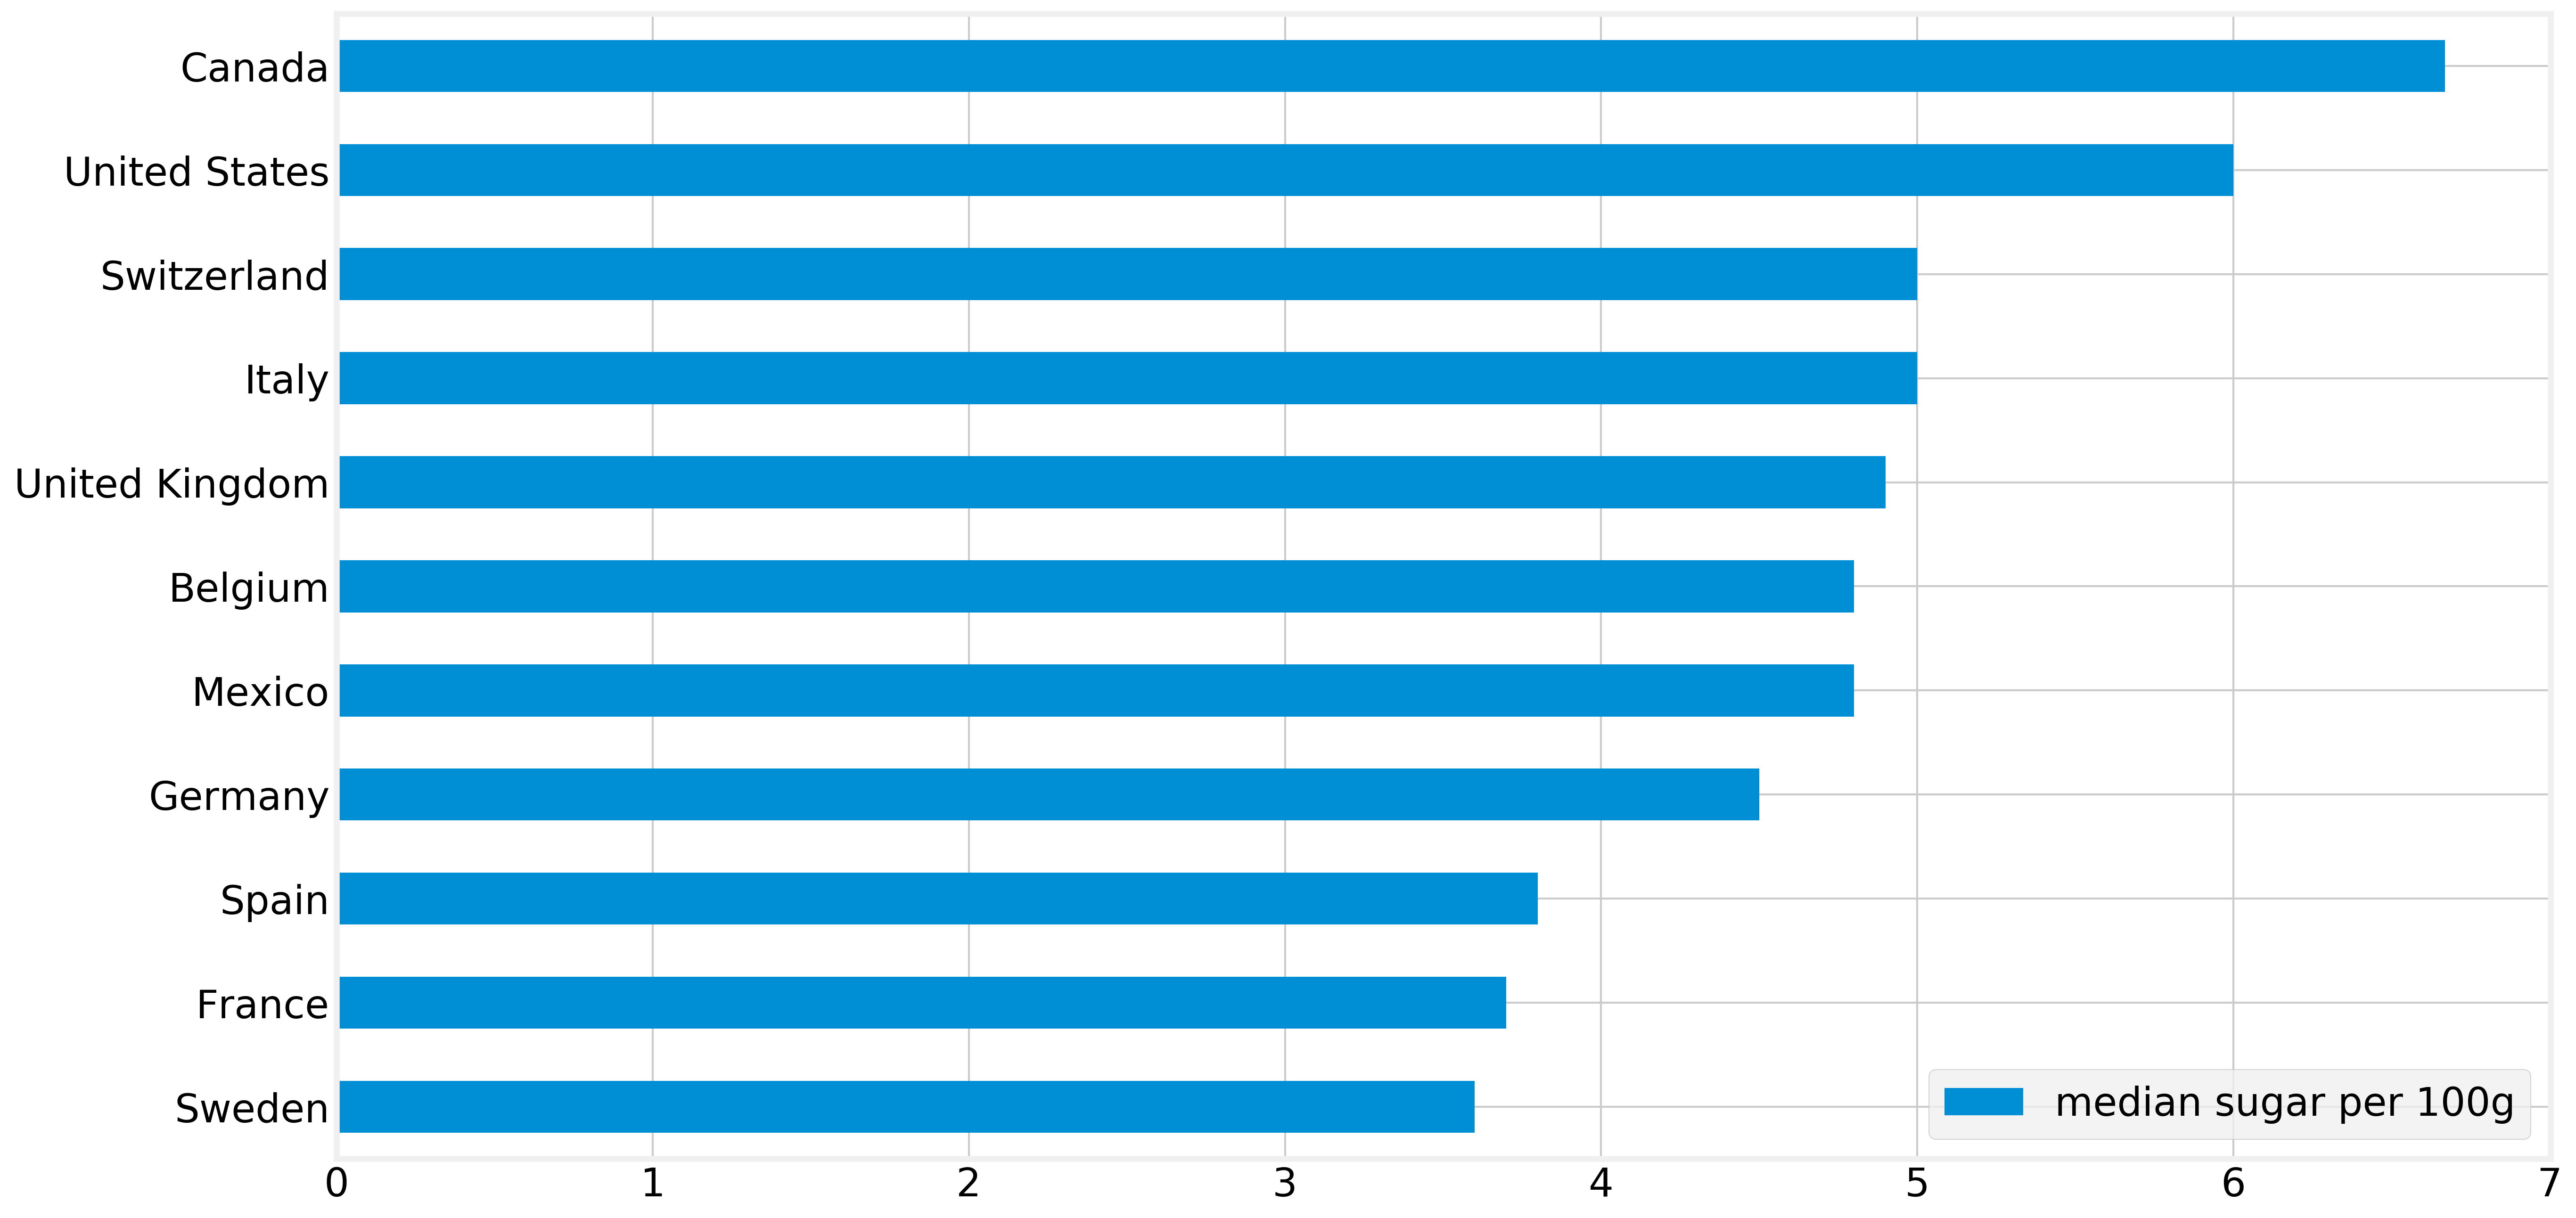 Canada
United States
Switzerland
Italy
United Kingdom
Belgium
Mexico
Germany
Spain
France
Sweden
median sugar per 100g
0 1 2 3 4 5 6 7